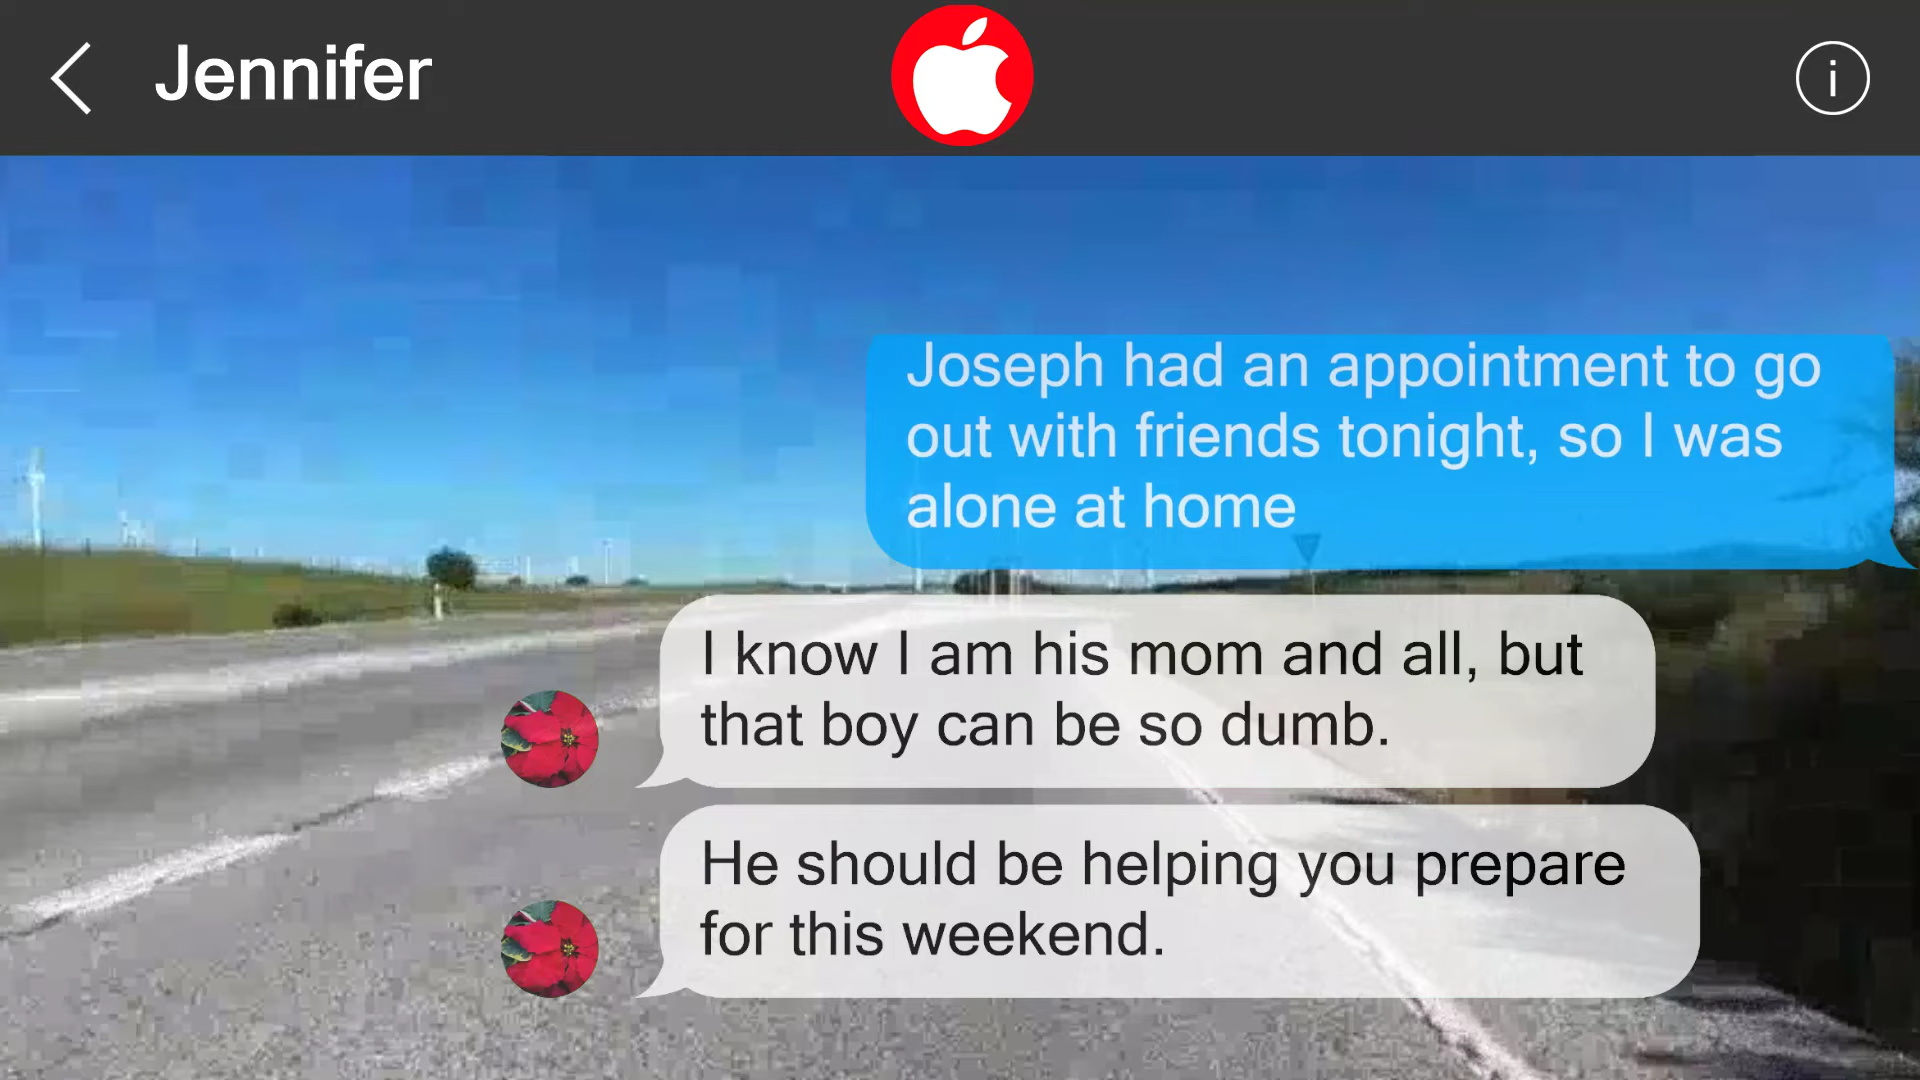 Jennifer
i
Joseph had an appointment to go
out with friends tonight, so I was
alone at home
I know I am his mom and all, but
that boy can be so dumb.
He should be helping you prepare
for this weekend.